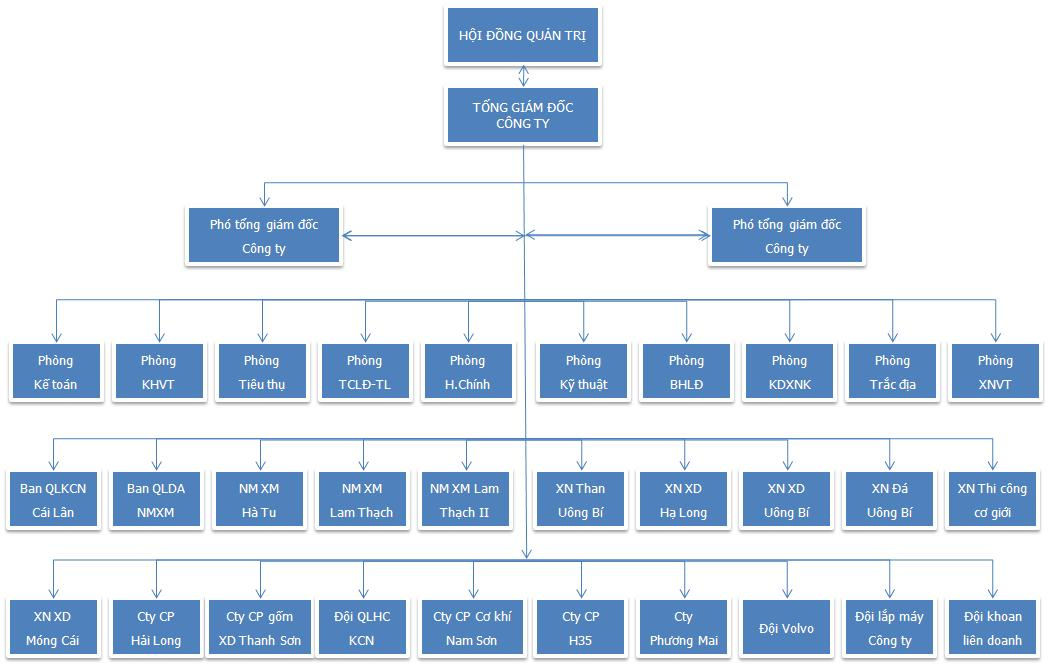 HỘI ĐỒNG QUẢN TRỊ
TỔNG GIÁM ĐỐC
CÔNG TY
Phó tổng giám đốc
Công ty
Phó tổng giám đốc
Công ty
Phòng
Kế toán
Phòng
KHVT
Phòng
Tiêu thụ
Phòng
TCLĐ-TL
Phòng
H.Chính
Phòng
Kỹ thuật
Phòng
BHLĐ
Phòng
KDXNK
Phòng
Trắc địa
Phòng
XNVT
Ban QLKCN
Cái Lân
Ban QLDA
NMXM
NM XM
Hà Tu
NM XM
Lam Thạch
NM XM Lam
Thạch II
XN Than
Uông Bí
XN XD
Hạ Long
XN XD
Uông Bí
XN Đá
Uông Bí
XN Thi công
cơ giới
XN XD
Móng Cái
Cty CP
Hải Long
Cty CP gốm
XD Thanh Sơn
Đội QLHC
KCN
Cty CP Cơ khí
Nam Sơn
Cty CP
H35
Cty
Phương Mai
Đội Volvo
Đội lắp máy
Công ty
Đội khoan
liên doanh